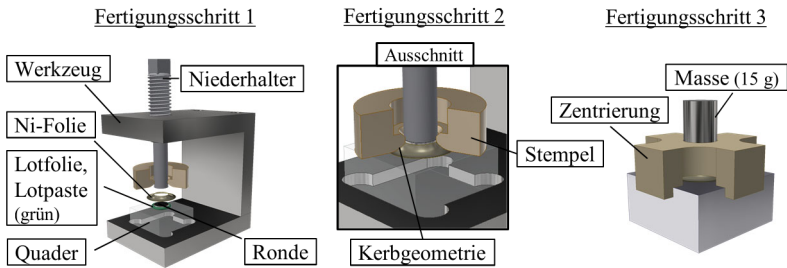 Fertigungsschritt 1
Fertigungsschritt 2
Fertigungsschritt 3
Werkzeug
Niederhalter
Ni-Folie
Lotfolie,
Lotpaste
(grün)
Quader
Ronde
Ausschnitt
Stempel
Kerbgeometrie
Masse (15 g)
Zentrierung